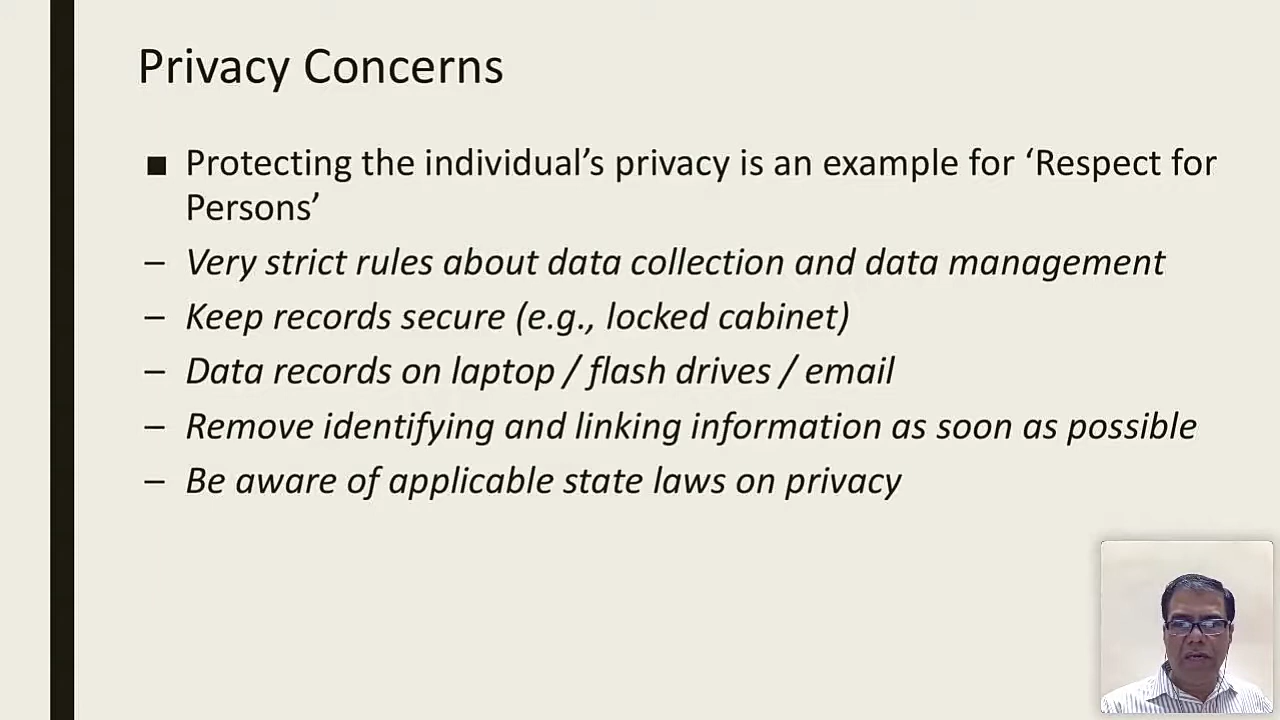 Privacy Concerns
■ Protecting the individual’s privacy is an example for ‘Respect for
Persons’
– Very strict rules about data collection and data management
– Keep records secure (e.g., locked cabinet)
– Data records on laptop / flash drives / email
– Remove identifying and linking information as soon as possible
– Be aware of applicable state laws on privacy